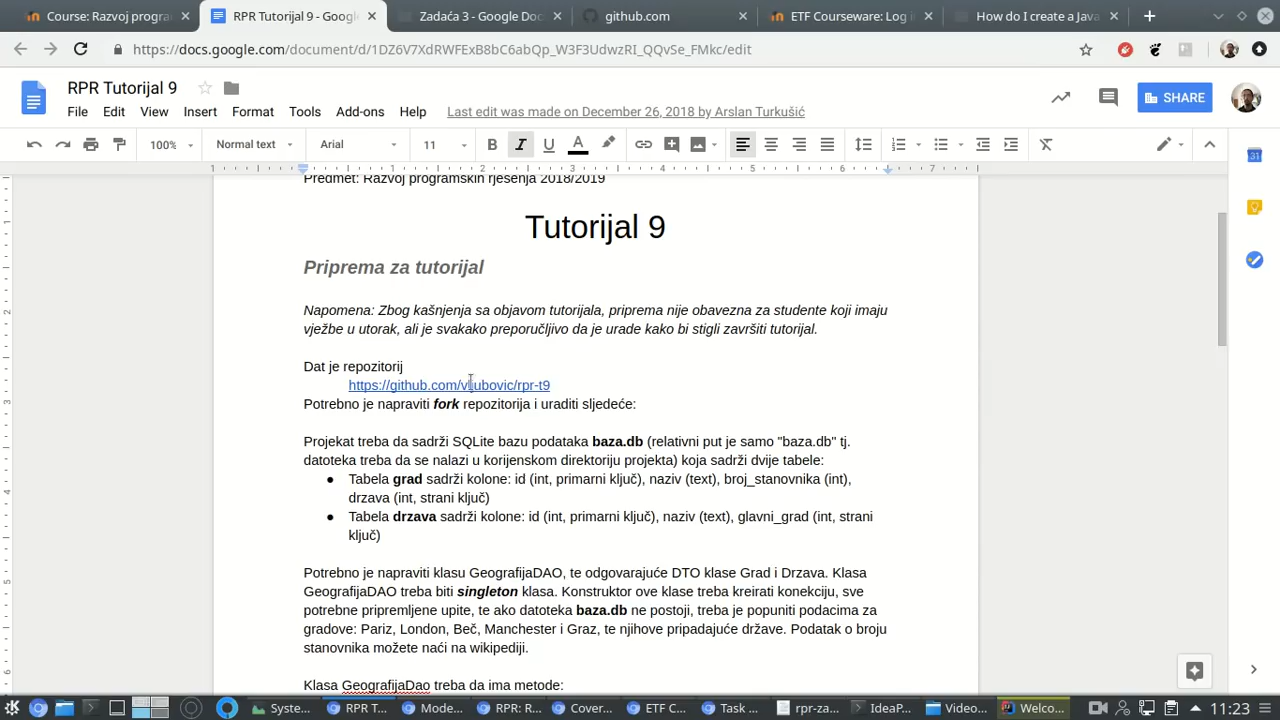 Course: Razvoj progran
RPR Tutorijal 9 - Googl
Zadaća 3 - Google Doc
github.com
ETF Courseware: Log
How do I create a Java
https://docs.google.com/document/d/1DZ6V7XdRWFExB8bC6abQp_W3F3UdwzRI_QQvSe_FMkc/edit
RPR Tutorijal 9
SHARE
File Edit View Insert Format Tools Add-ons Help Last edit was made on December 26, 2018 by Arslan Turkušić
100% Normal text Arial 11 B I U A
1 1 2 3 4 5 6 7
Predmet: Razvoj programskih rješenja 2018/2019
Tutorijal 9
Priprema za tutorijal
Napomena: Zbog kašnjenja sa objavom tutorijala, priprema nije obavezna za studente koji imaju
vježbe u utorak, ali je svakako preporučljivo da je urade kako bi stigli završiti tutorijal.
Dat je repozitorij
https://github.com/vljubovic/rpr-t9
Potrebno je napraviti fork repozitorija i uraditi sljedeće:
Projekat treba da sadrži SQLite bazu podataka baza.db (relativni put je samo "baza.db" tj.
datoteka treba da se nalazi u korijenskom direktoriju projekta) koja sadrži dvije tabele:
● Tabela grad sadrži kolone: id (int, primarni ključ), naziv (text), broj_stanovnika (int),
drzava (int, strani ključ)
● Tabela drzava sadrži kolone: id (int, primarni ključ), naziv (text), glavni_grad (int, strani
ključ)
Potrebno je napraviti klasu GeografijaDAO, te odgovarajuće DTO klase Grad i Drzava. Klasa
GeografijaDAO treba biti singleton klasa. Konstruktor ove klase treba kreirati konekciju, sve
potrebne pripremljene upite, te ako datoteka baza.db ne postoji, treba je popuniti podacima za
gradove: Pariz, London, Beč, Manchester i Graz, te njihove pripadajuće države. Podatak o broju
stanovnika možete naći na wikipediji.
Klasa GeografijaDao treba da ima metode:
Syste... RPR T... Mode... RPR: R... Cover... ETF C... Task ... rpr-za... IdeaP... Video... Welco... 11:23